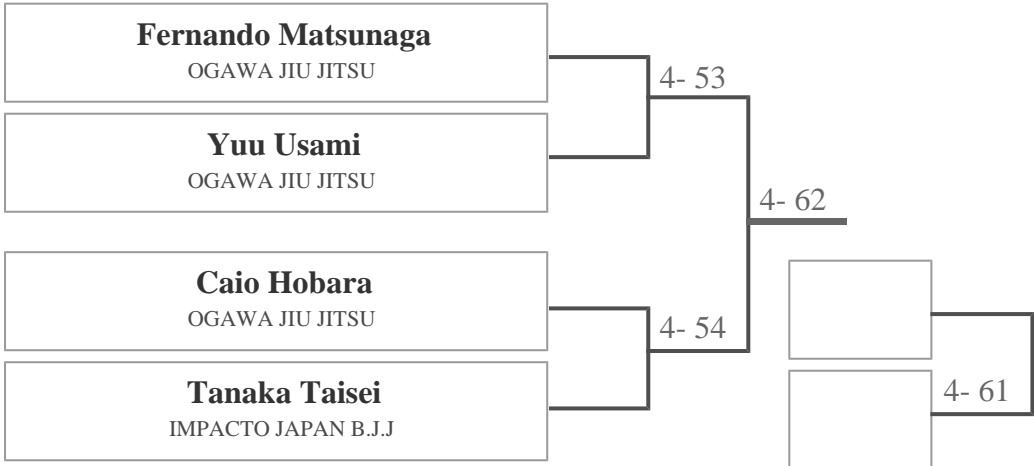 Fernando Matsunaga
OGAWA JIU JITSU
4- 53
Yuu Usami
OGAWA JIU JITSU
4- 62
Caio Hobara
OGAWA JIU JITSU
4- 54
Tanaka Taisei
IMPACTO JAPAN B.J.J
4- 61